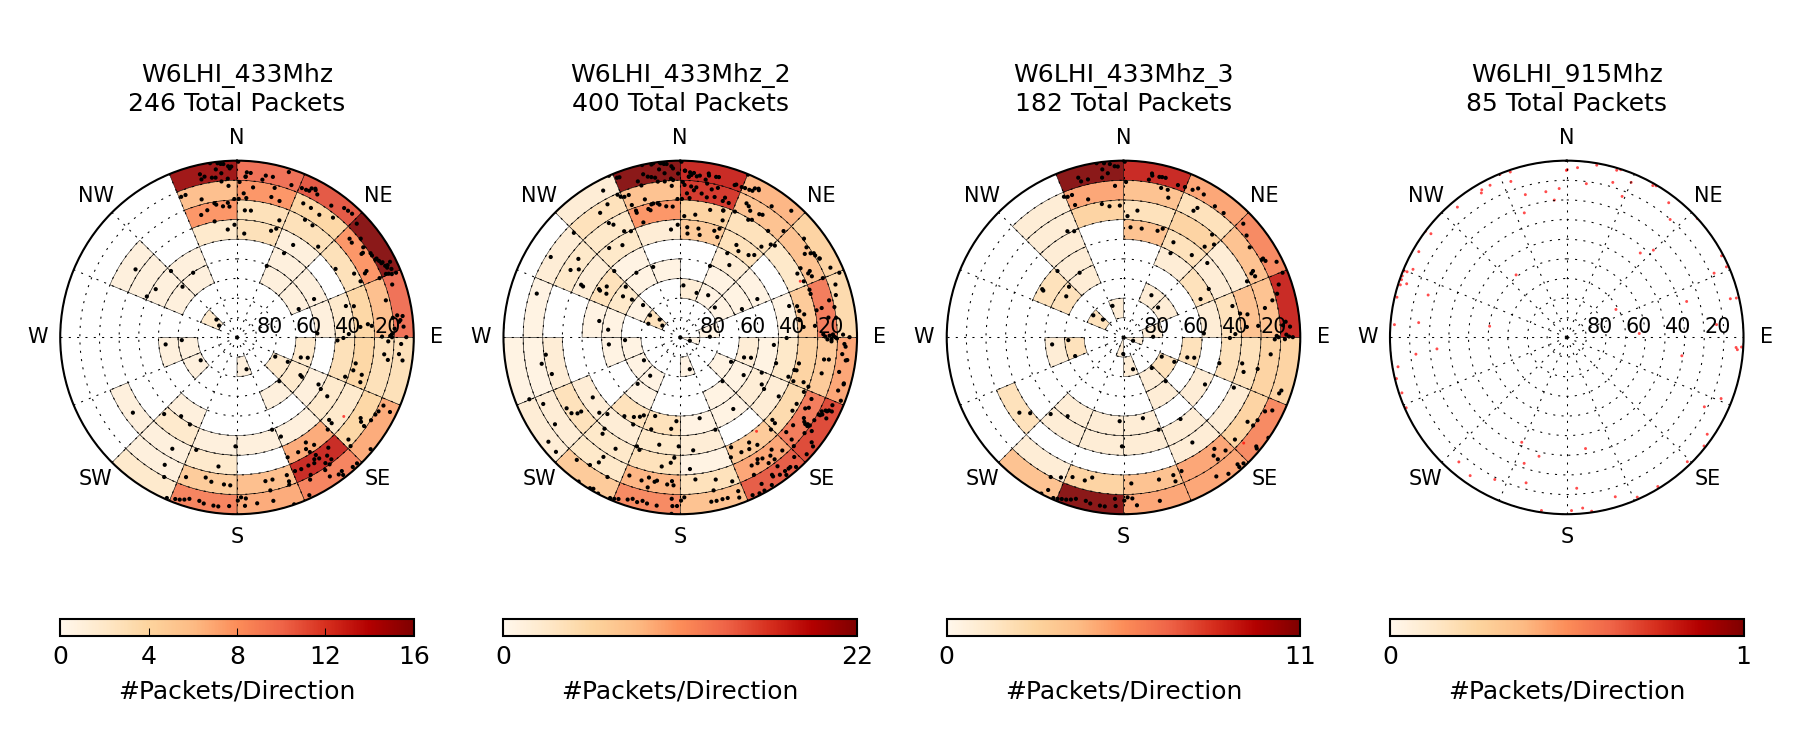 W6LHI_433Mhz
246 Total Packets
N
NW
NE
W
80
60
40
20
E
SW
SE
S
0
4
8
12
16
#Packets/Direction
W6LHI_433Mhz_2
400 Total Packets
N
NW
NE
W
80
60
40
20
E
SW
SE
S
0
22
#Packets/Direction
W6LHI_433Mhz_3
182 Total Packets
N
NW
NE
W
80
60
40
20
E
SW
SE
S
0
11
#Packets/Direction
W6LHI_915Mhz
85 Total Packets
N
NW
NE
W
80
60
40
20
E
SW
SE
S
0
1
#Packets/Direction